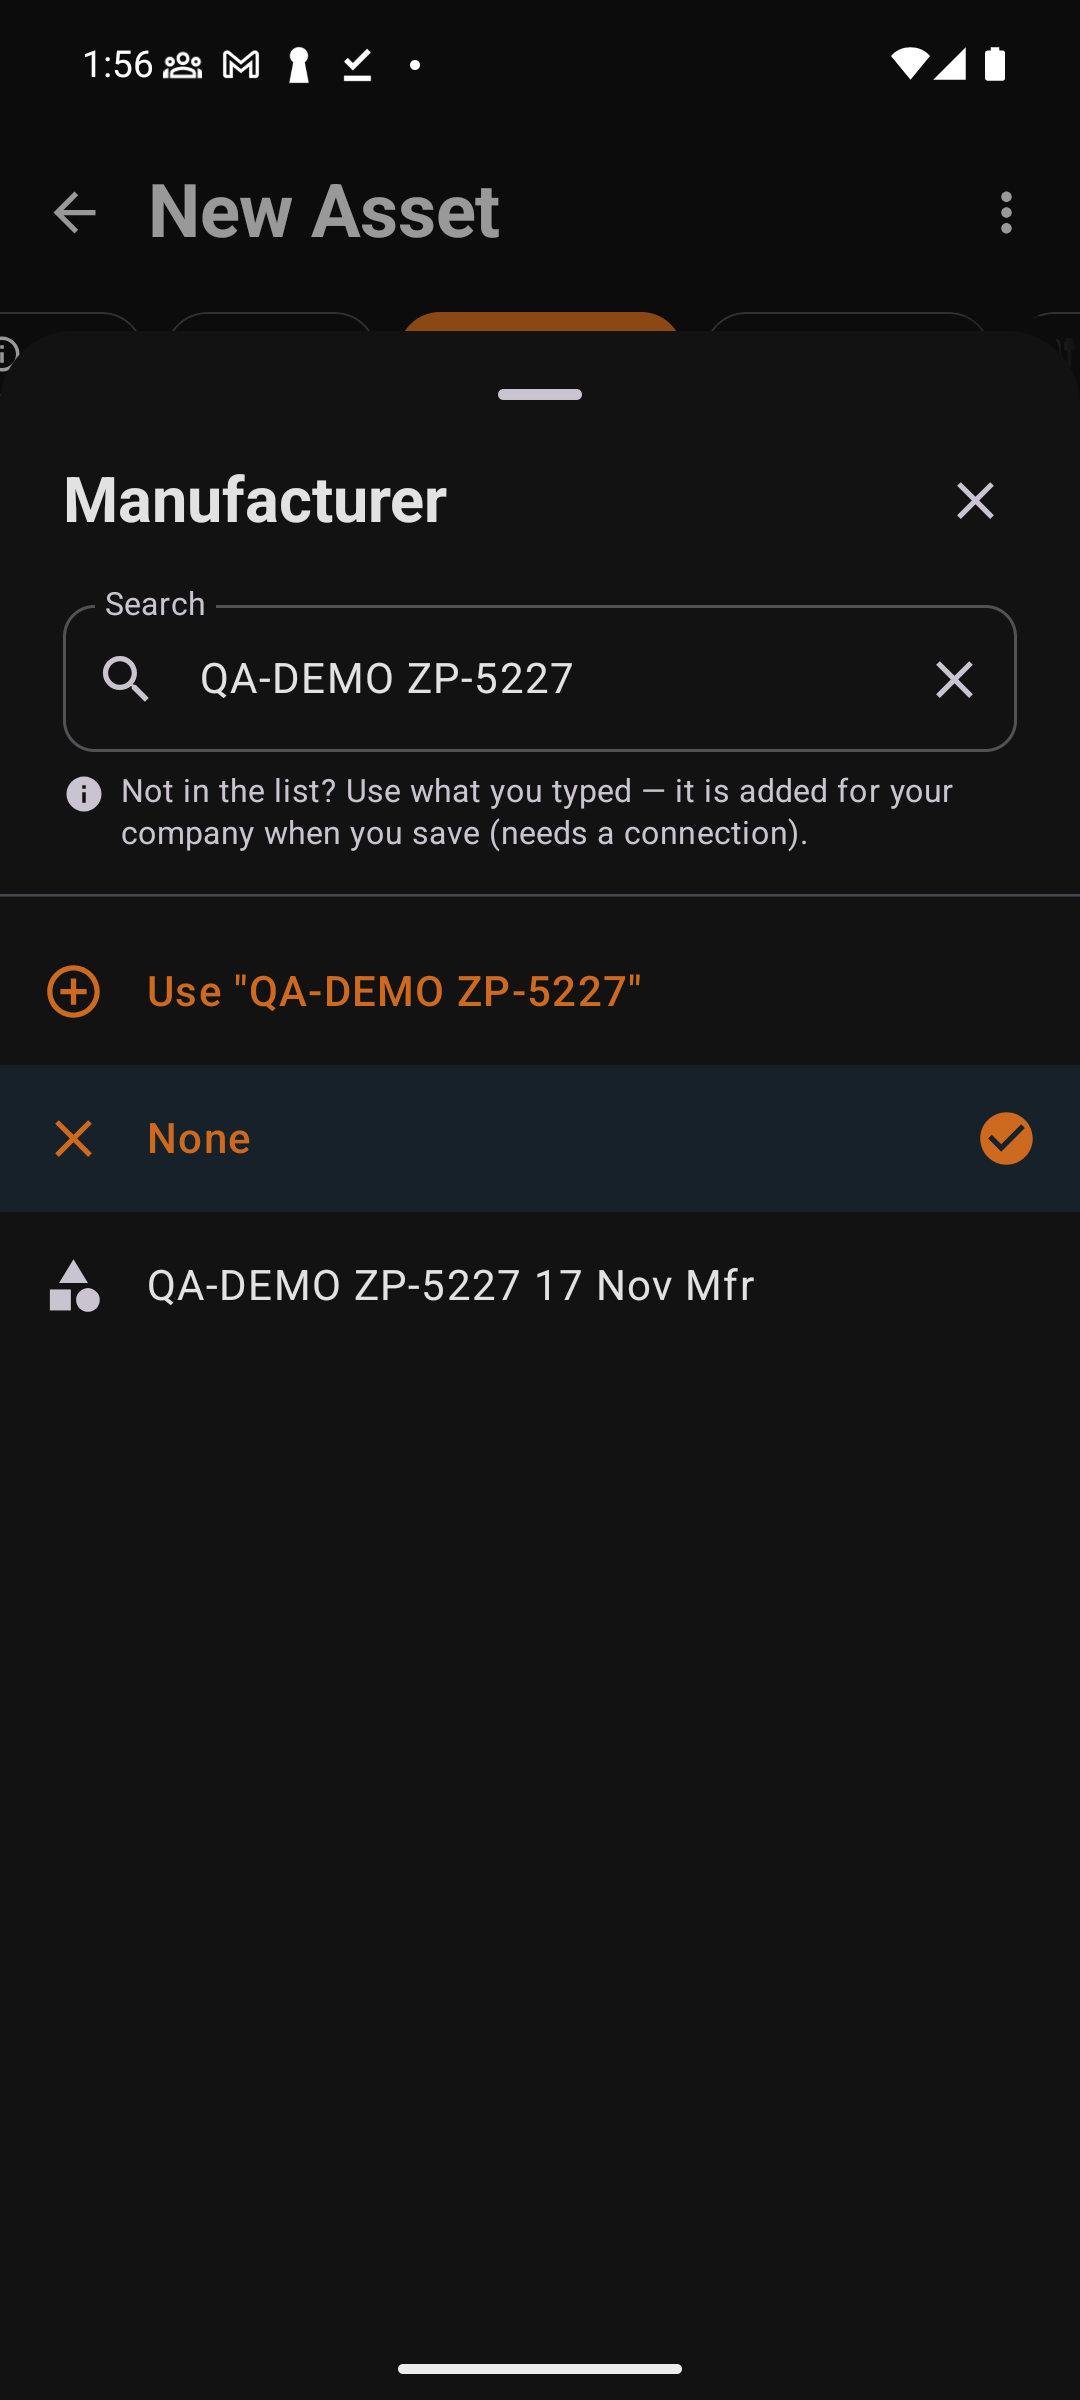 1:56
New Asset
Manufacturer
Search
QA-DEMO ZP-5227
Not in the list? Use what you typed — it is added for your
company when you save (needs a connection).
Use "QA-DEMO ZP-5227"
None
QA-DEMO ZP-5227 17 Nov Mfr